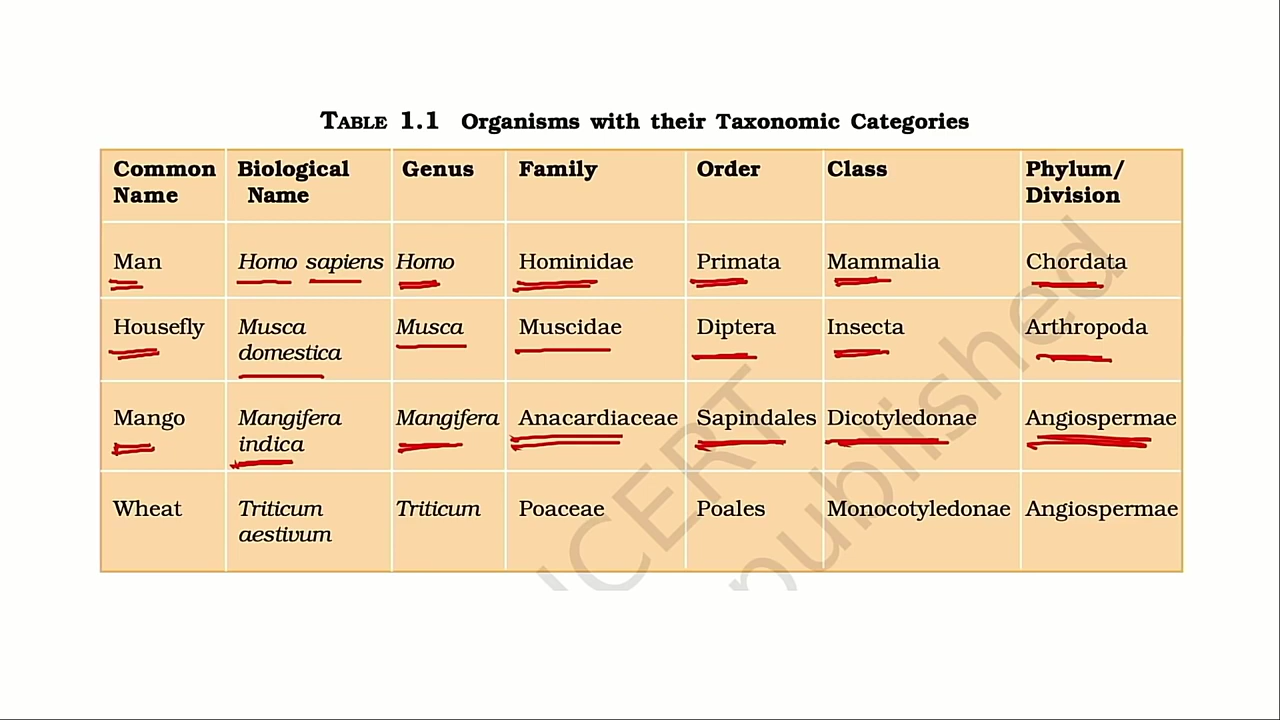 TABLE 1.1 Organisms with their Taxonomic Categories
Common Name Biological Name Genus Family Order Class Phylum/ Division
Man Homo sapiens Homo Hominidae Primata Mammalia Chordata
Housefly Musca domestica Musca Muscidae Diptera Insecta Arthropoda
Mango Mangifera indica Mangifera Anacardiaceae Sapindales Dicotyledonae Angiospermae
Wheat Triticum aestivum Triticum Poaceae Poales Monocotyledonae Angiospermae
NCERT
published